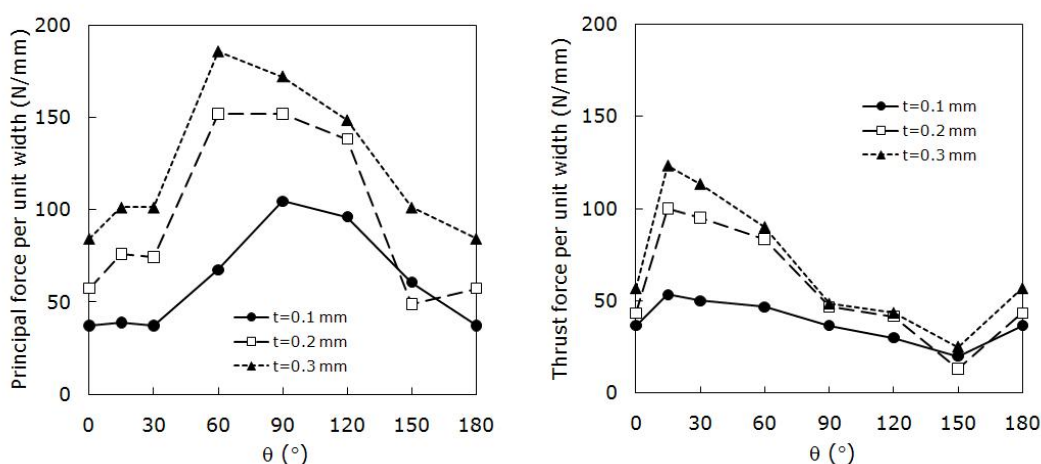 Principal force per unit width (N/mm)
200
150
100
50
0
0 30 60 90 120 150 180
θ (°)
t=0.1 mm
t=0.2 mm
t=0.3 mm
Thrust force per unit width (N/mm)
200
150
100
50
0
0 30 60 90 120 150 180
θ (°)
t=0.1 mm
t=0.2 mm
t=0.3 mm